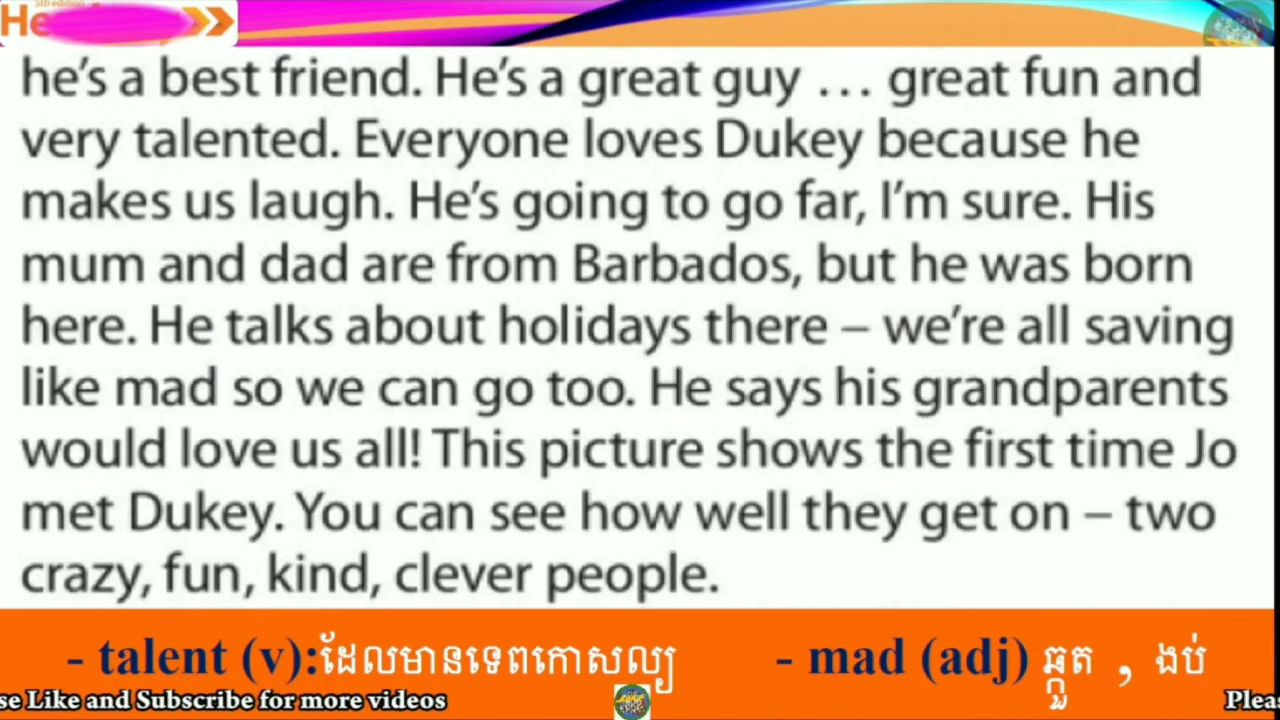 5th edition
He
he's a best friend. He's a great guy … great fun and
very talented. Everyone loves Dukey because he
makes us laugh. He's going to go far, I'm sure. His
mum and dad are from Barbados, but he was born
here. He talks about holidays there – we're all saving
like mad so we can go too. He says his grandparents
would love us all! This picture shows the first time Jo
met Dukey. You can see how well they get on – two
crazy, fun, kind, clever people.
- talent (v):ដែលមានទេពកោសល្យ - mad (adj) ឆ្កួត , ងប់
se Like and Subscribe for more videos Plea